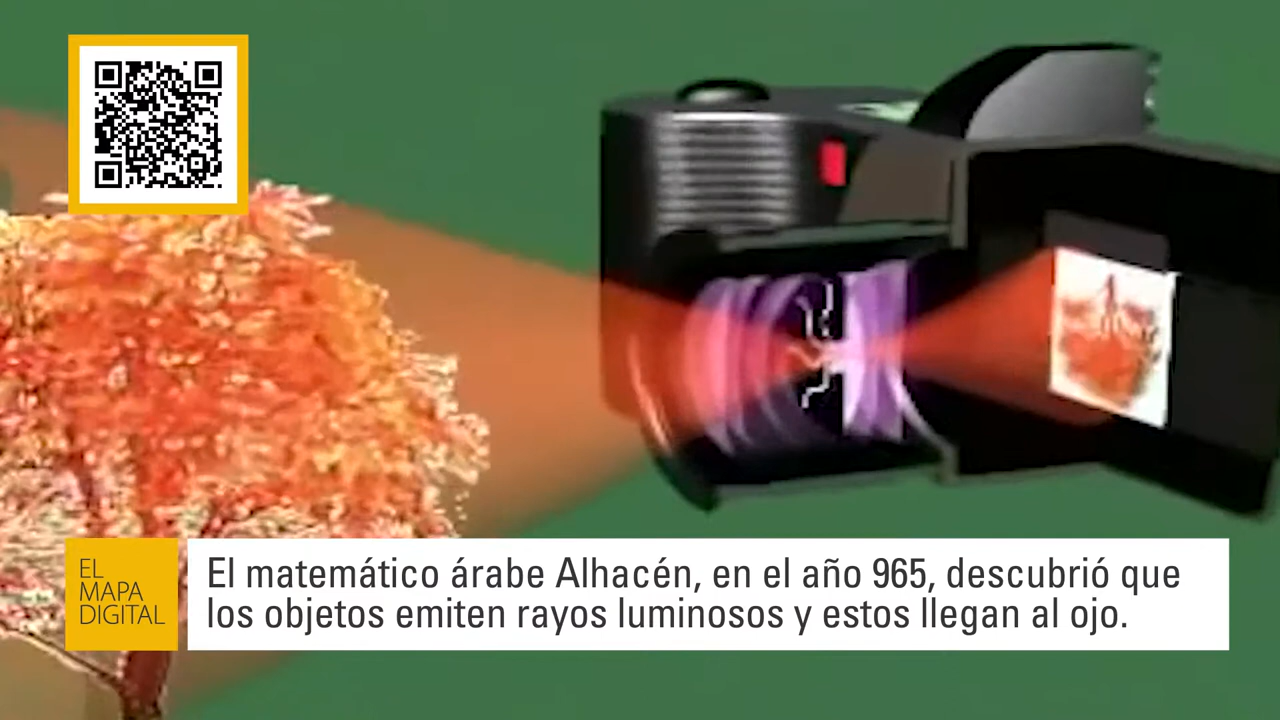 EL
MAPA
DIGITAL
El matemático árabe Alhacén, en el año 965, descubrió que
los objetos emiten rayos luminosos y estos llegan al ojo.